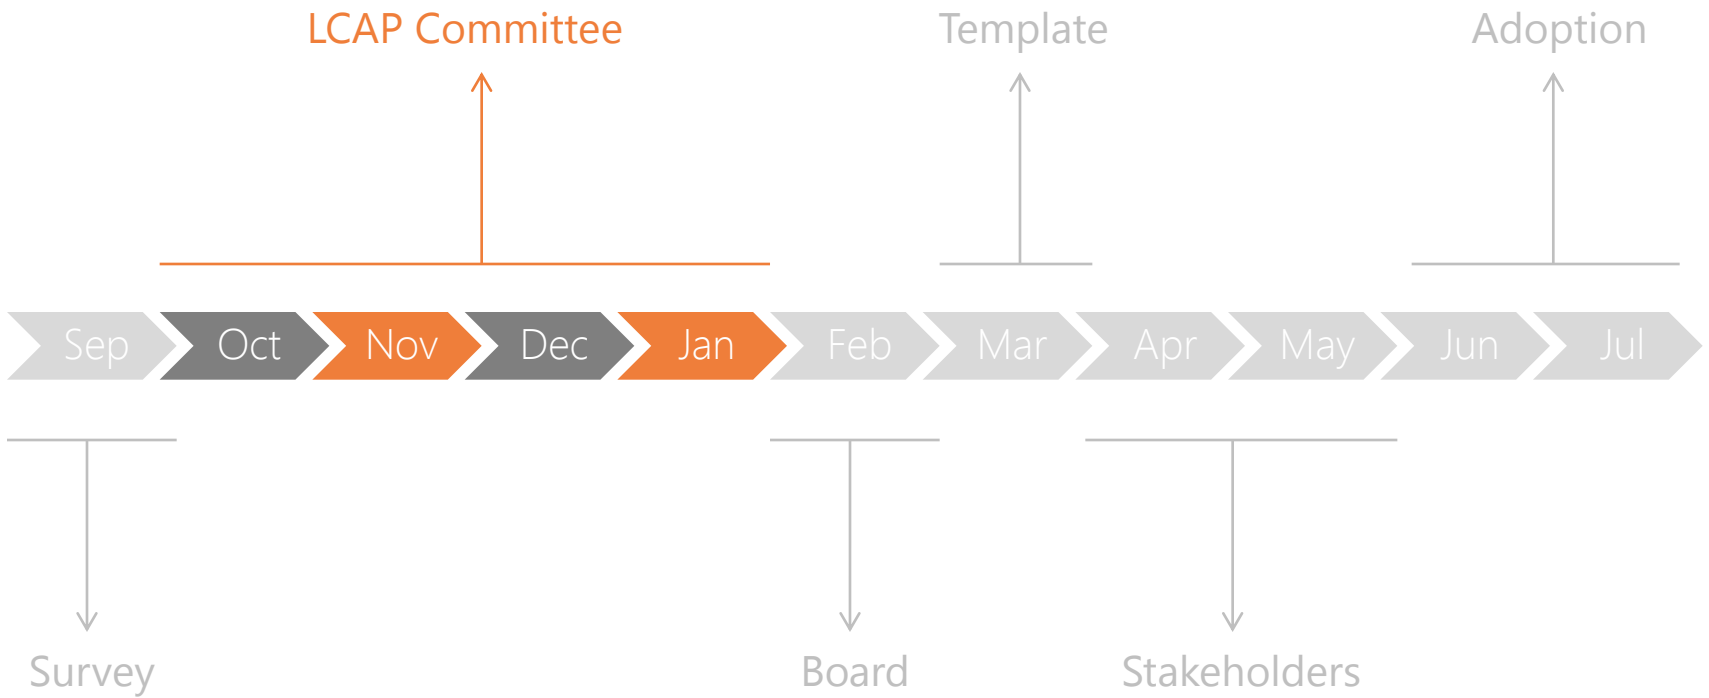 LCAP Committee
Template
Adoption
Sep
Oct
Nov
Dec
Jan
Feb
Mar
Apr
May
Jun
Jul
Survey
Board
Stakeholders